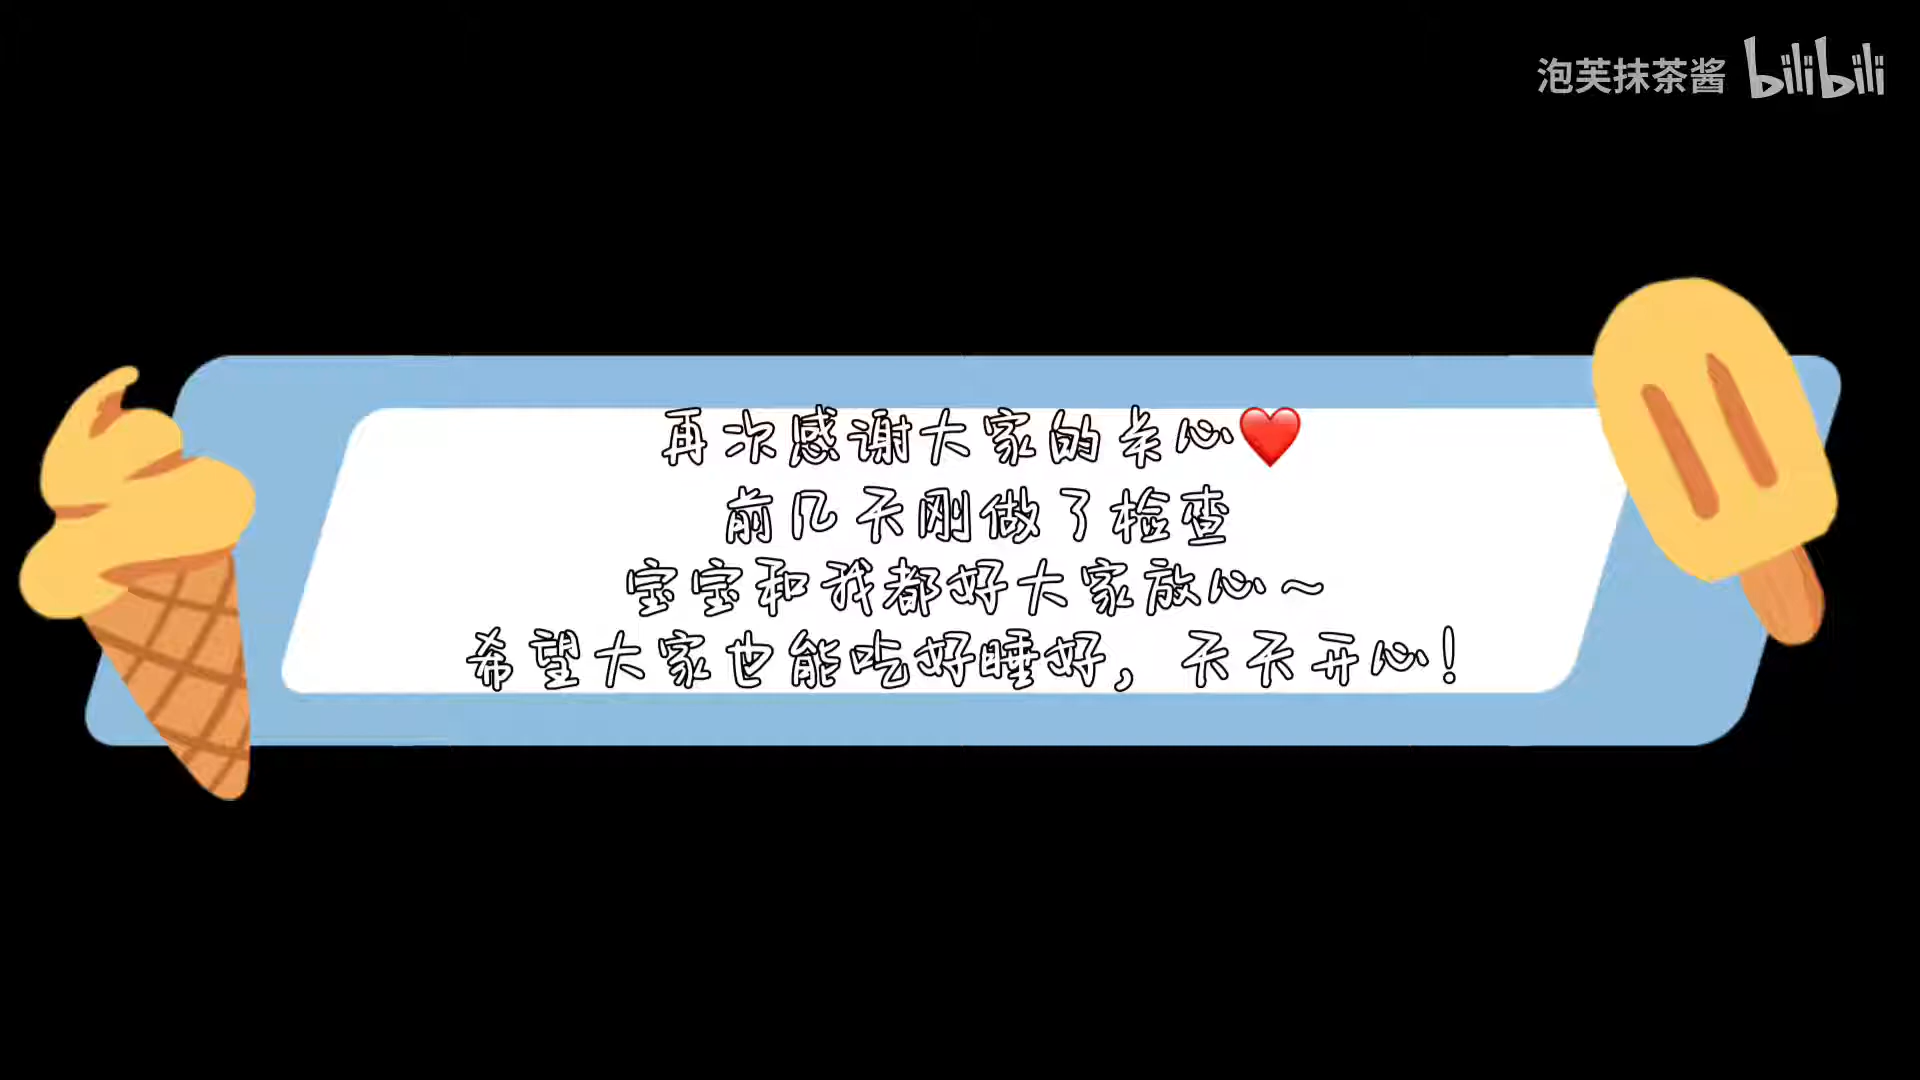 泡芙抹茶酱 bilibili
再次感谢大家的关心❤️
前几天刚做了检查
宝宝和我都好大家放心~
希望大家也能吃好睡好，天天开心！